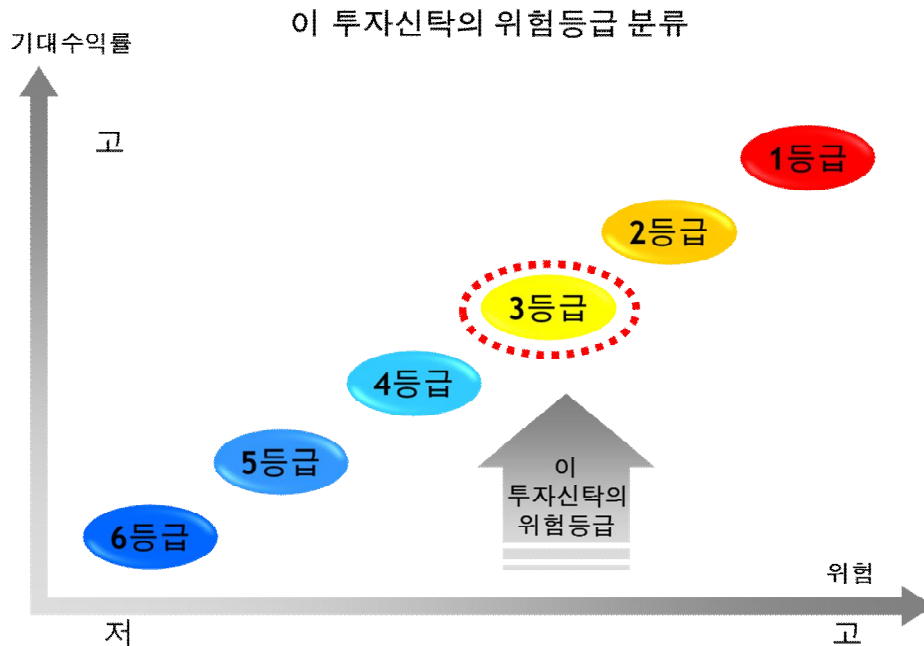 이 투자신탁의 위험등급 분류
기대수익률
고
1등급
2등급
3등급
4등급
5등급
6등급
이
투자신탁의
위험등급
위험
저
고